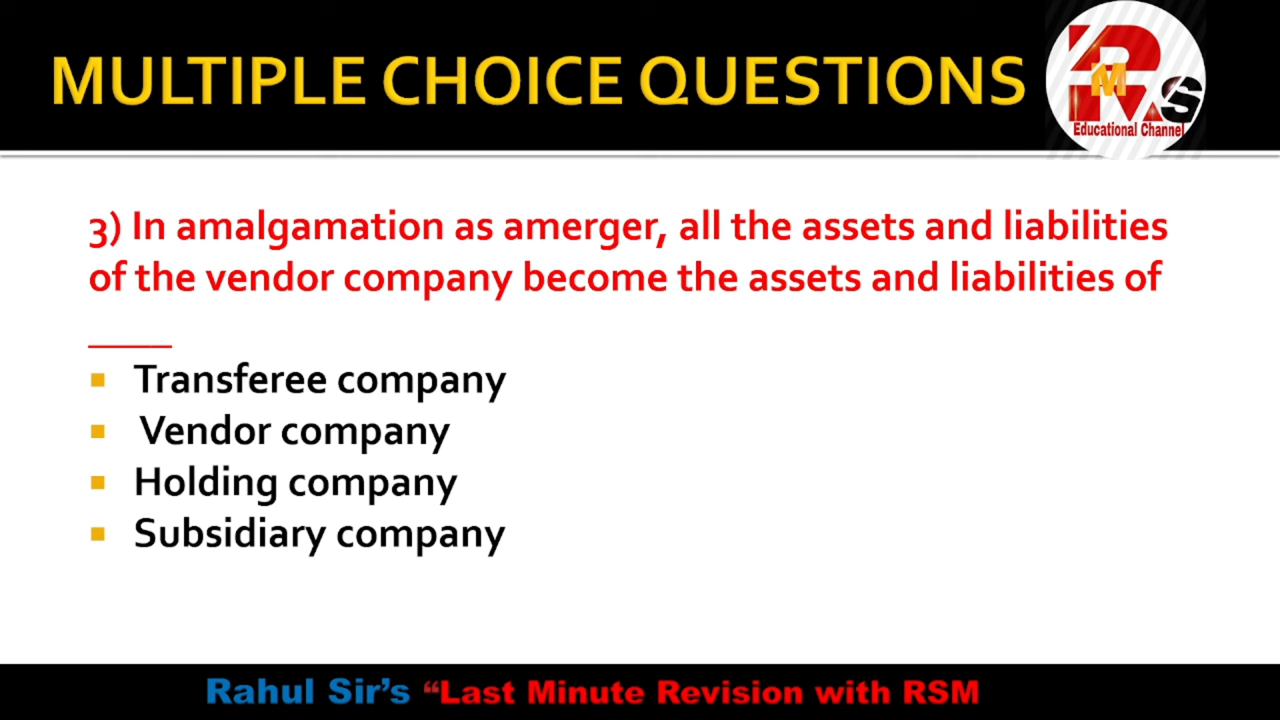 MULTIPLE CHOICE QUESTIONS
RMS
Educational Channel
3) In amalgamation as amerger, all the assets and liabilities
of the vendor company become the assets and liabilities of
____
Transferee company
Vendor company
Holding company
Subsidiary company
Rahul Sir's “Last Minute Revision with RSM